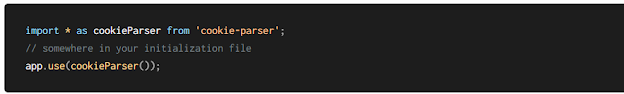 import * as cookieParser from 'cookie-parser';
// somewhere in your initialization file
app.use(cookieParser());